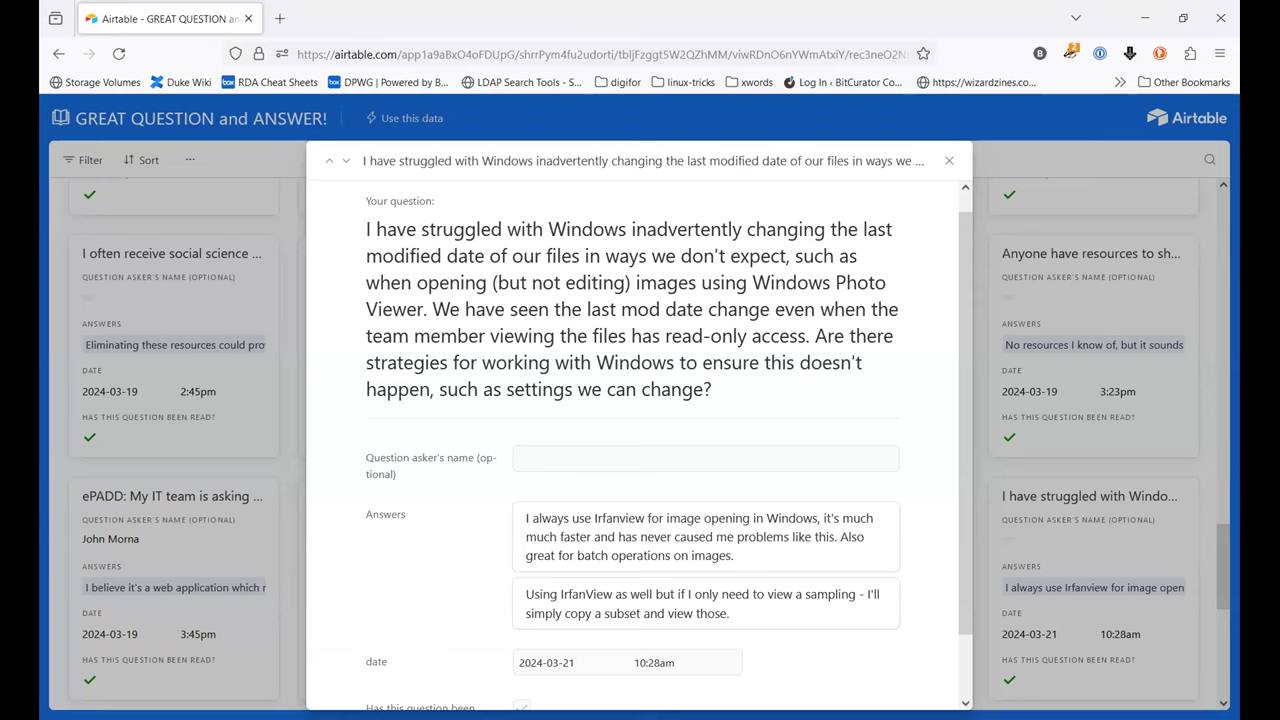 Airtable - GREAT QUESTION an
https://airtable.com/app1a9aBxO4oFDUpG/shrrPym4fu2udorti/tbljFzggt5W2QZhMM/viwRDnO6nYWmAtxiY/rec3neO2N
B
2
Storage Volumes
Duke Wiki
RDA Cheat Sheets
DPWG | Powered by B...
LDAP Search Tools - S...
digifor
linux-tricks
xwords
Log In ‹ BitCurator Co...
https://wizardzines.co...
Other Bookmarks
GREAT QUESTION and ANSWER!
Use this data
Airtable
Filter
Sort
...
I have struggled with Windows inadvertently changing the last modified date of our files in ways we ...
I often receive social science ...
QUESTION ASKER'S NAME (OPTIONAL)
ANSWERS
Eliminating these resources could pro
DATE
2024-03-19 2:45pm
HAS THIS QUESTION BEEN READ?
ePADD: My IT team is asking ...
QUESTION ASKER'S NAME (OPTIONAL)
John Morna
ANSWERS
I believe it's a web application which r
DATE
2024-03-19 3:45pm
HAS THIS QUESTION BEEN READ?
Your question:
I have struggled with Windows inadvertently changing the last
modified date of our files in ways we don't expect, such as
when opening (but not editing) images using Windows Photo
Viewer. We have seen the last mod date change even when the
team member viewing the files has read-only access. Are there
strategies for working with Windows to ensure this doesn't
happen, such as settings we can change?
Question asker's name (op-
tional)
Answers
I always use Irfanview for image opening in Windows, it's much
much faster and has never caused me problems like this. Also
great for batch operations on images.
Using IrfanView as well but if I only need to view a sampling - I'll
simply copy a subset and view those.
date
2024-03-21 10:28am
Has this question been
Anyone have resources to sh...
QUESTION ASKER'S NAME (OPTIONAL)
ANSWERS
No resources I know of, but it sounds
DATE
2024-03-19 3:23pm
HAS THIS QUESTION BEEN READ?
I have struggled with Windo...
QUESTION ASKER'S NAME (OPTIONAL)
ANSWERS
I always use Irfanview for image open
DATE
2024-03-21 10:28am
HAS THIS QUESTION BEEN READ?